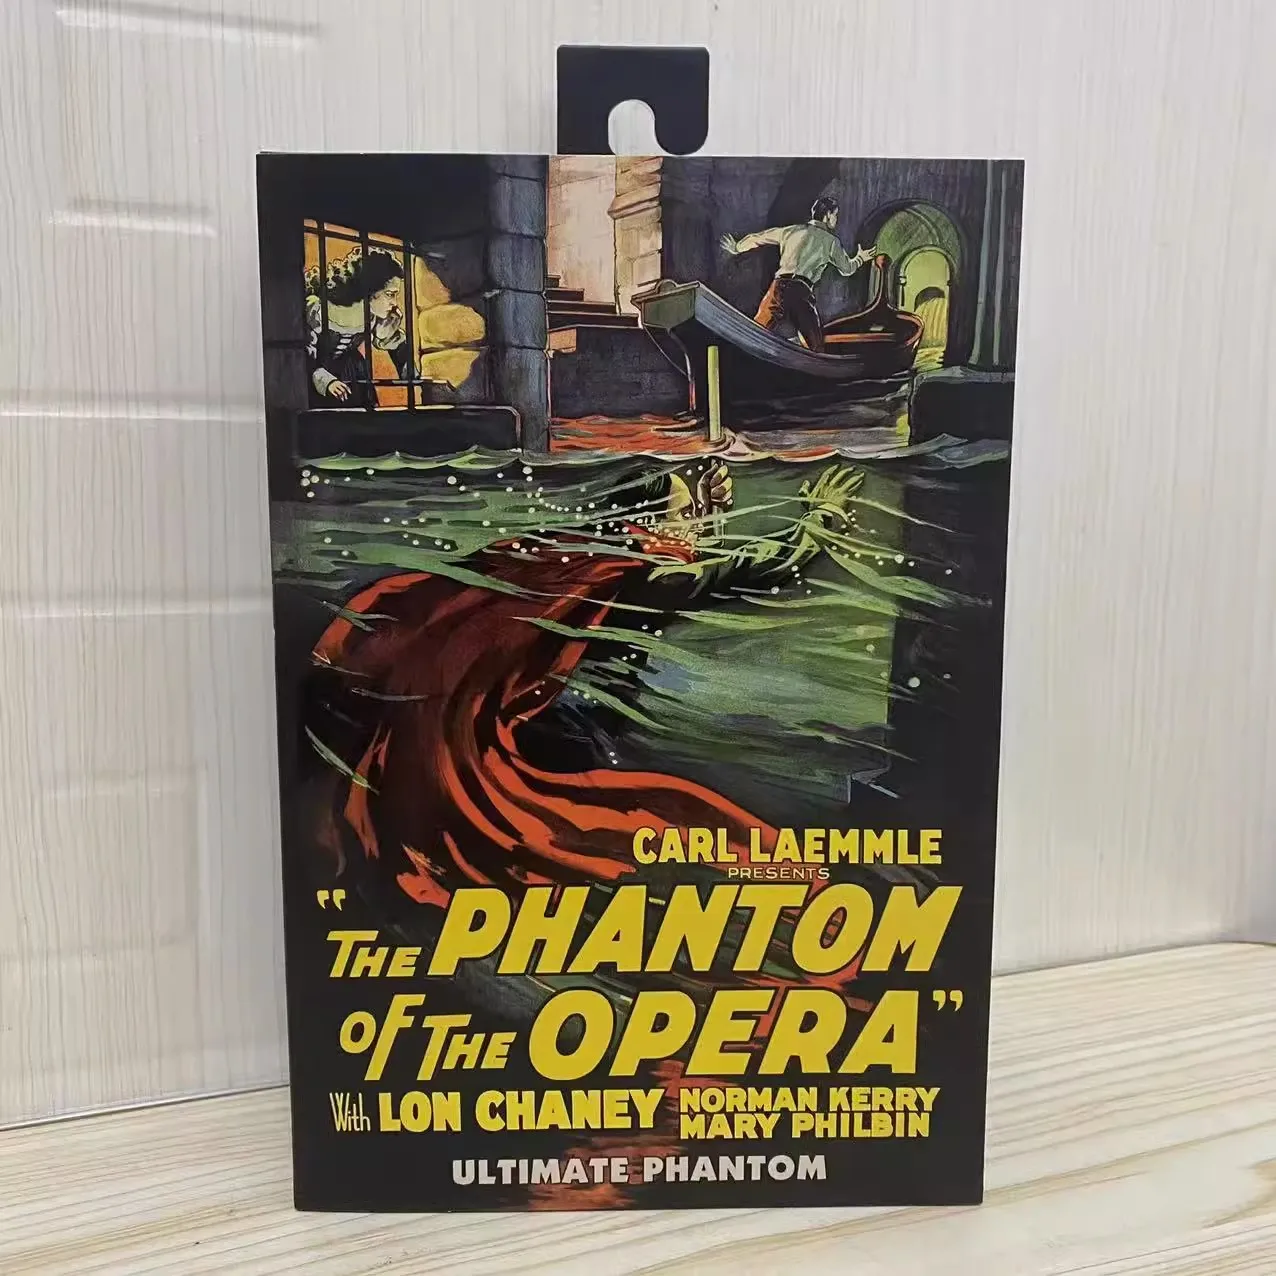 CARL LAEMMLE
PRESENTS
"THE PHANTOM
OF THE OPERA"
With LON CHANEY NORMAN KERRY
MARY PHILBIN
ULTIMATE PHANTOM